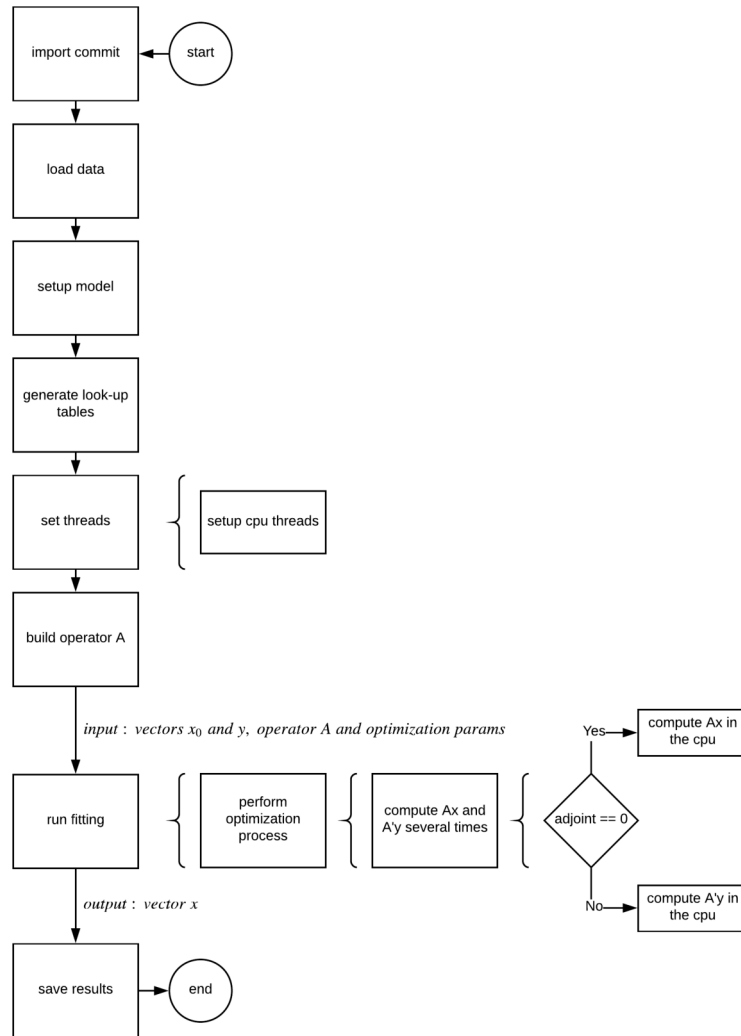 import commit
start
load data
setup model
generate look-up
tables
set threads
setup cpu threads
build operator A
input : vectors x₀ and y, operator A and optimization params
run fitting
perform
optimization
process
compute Ax and
A'y several times
adjoint == 0
Yes
compute Ax in
the cpu
No
compute A'y in
the cpu
output : vector x
save results
end